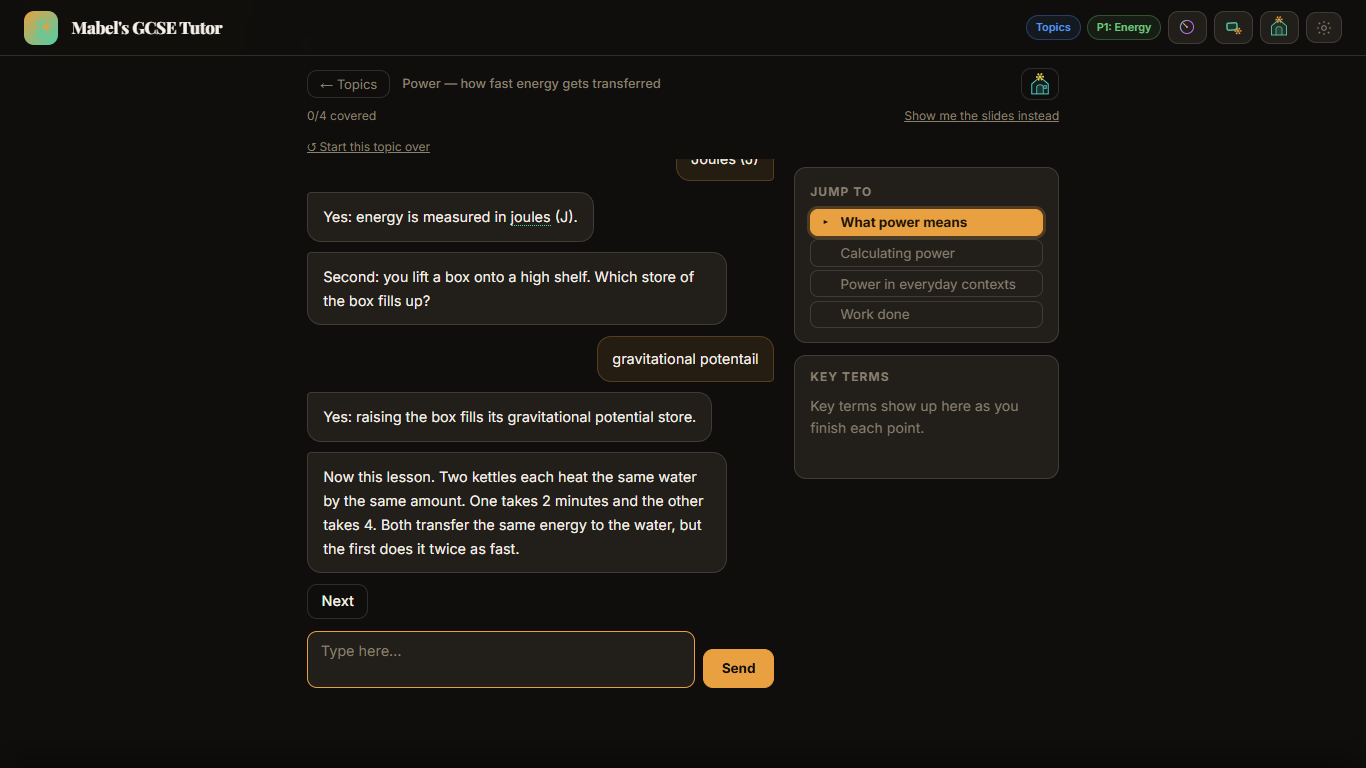 Mabel's GCSE Tutor
Topics
P1: Energy
← Topics
Power — how fast energy gets transferred
0/4 covered
Show me the slides instead
↺ Start this topic over
Joules (J)
Yes: energy is measured in joules (J).
Second: you lift a box onto a high shelf. Which store of
the box fills up?
gravitational potentail
Yes: raising the box fills its gravitational potential store.
Now this lesson. Two kettles each heat the same water
by the same amount. One takes 2 minutes and the other
takes 4. Both transfer the same energy to the water, but
the first does it twice as fast.
Next
Type here...
Send
JUMP TO
▸ What power means
Calculating power
Power in everyday contexts
Work done
KEY TERMS
Key terms show up here as you
finish each point.